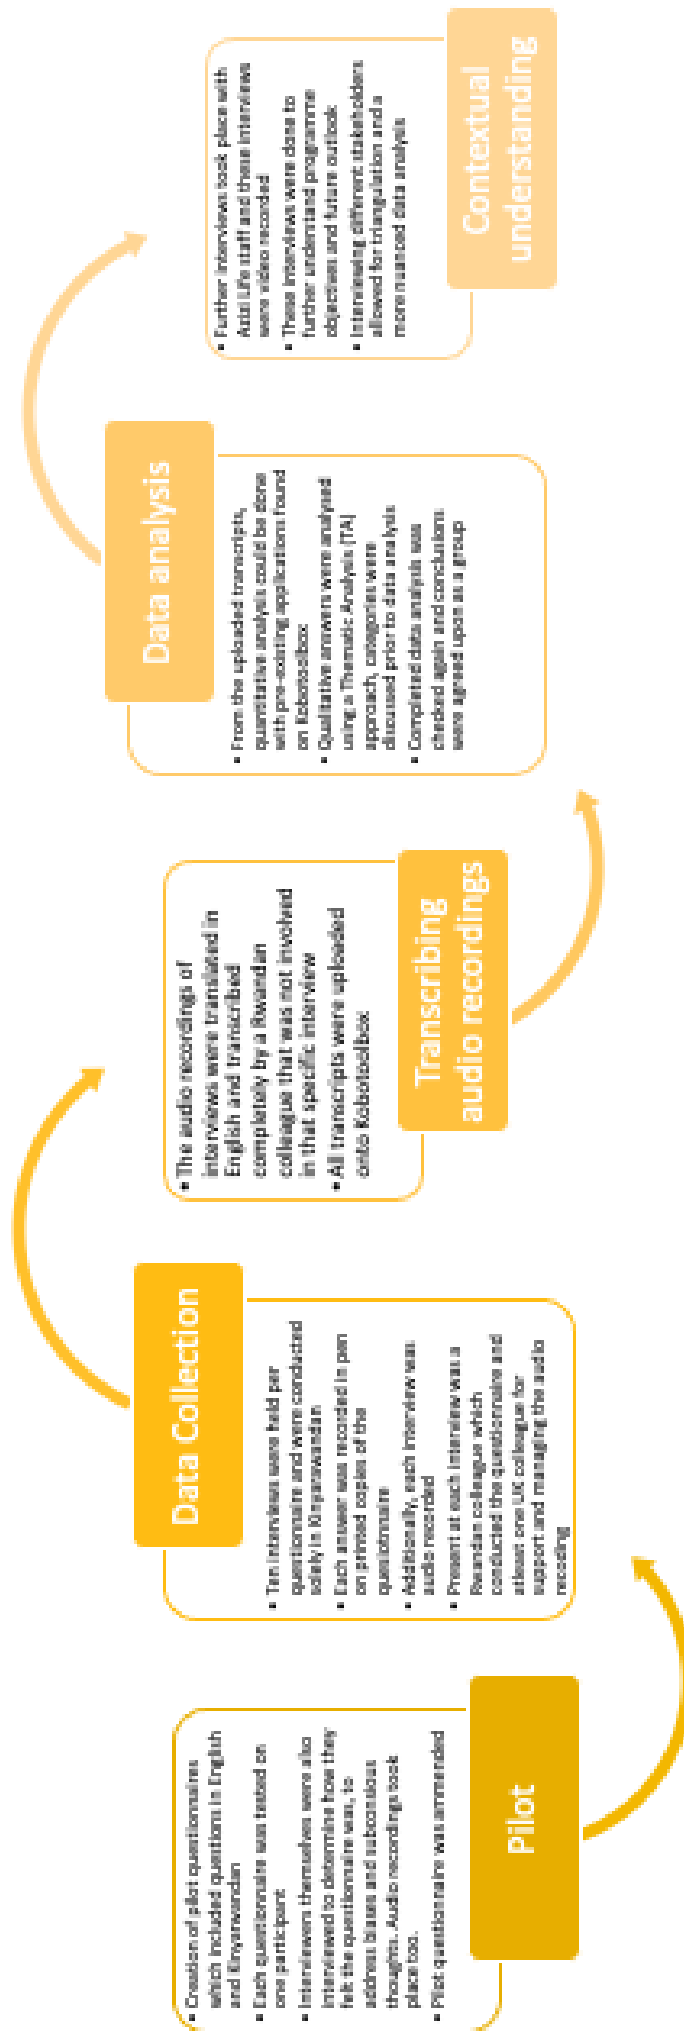 • Creation of pilot questionnaires
which included questions in English
and Kinyarwandan
• Each questionnaire was tested on
one participant
• Interviewers themselves were also
interviewed to determine how they
felt the questionnaire was, to
address biases and subconsious
thoughts. Audio recordings took
place too.
• Pilot questionnaire was ammended
Pilot
Data Collection
• Ten interviews were held per
questionnaire and were conducted
solely in Kinyarawandan
• Each answer was recorded in pen
on printed copies of the
quesiotnnaire
• Additionally, each interview was
audio recorded
• Present at each interview was a
Rwandan colleague which
conducted the questionnaire and
atleast one UK colleague for
support and managing the audio
recoding
• The audio recordings of
interviews were translated in
English and transcribed
completely by a Rwandan
colleague that was not involved
in that specific interview
• All transcripts were uploaded
onto Kobotoolbox
Transcribing
audio recordings
Data analysis
• From the uploaded transcripts,
quantitative analysis could be done
with pre-existing applications found
on Kobotoolbox
• Qualitative answers were analysed
using a Thematic Analysis (TA)
approach, categories were
discussed prior to data analysis
• Completed data analysis was
checked again and conclusions
were agreed upon as a group
• Further interviews took place with
Azizi Life staff and these interviews
were video recorded
• These interviews were done to
further understand programme
objectives and future outlook
• Interviewing different stakeholders
allowed for triangulation and a
more nuanced data analysis
Contextual
understanding